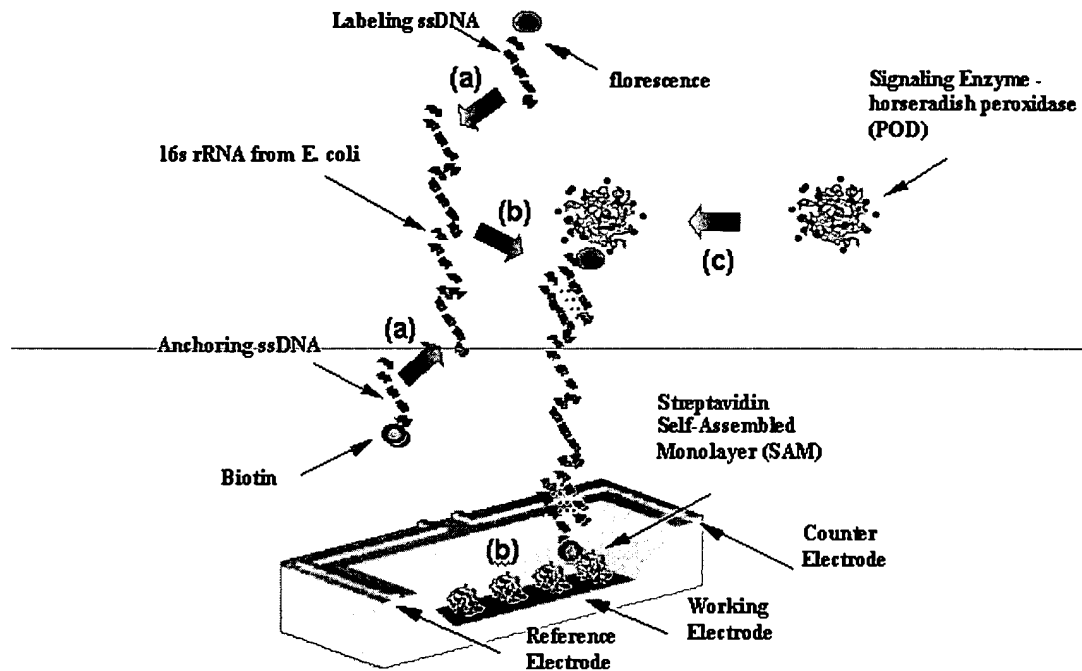 Labeling ssDNA
florescence
(a)
Signaling Enzyme -
horseradish peroxidase
(POD)
16s rRNA from E. coli
(b)
(c)
(a)
Anchoring ssDNA
Streptavidin
Self-Assembled
Monolayer (SAM)
Biotin
(b)
Counter
Electrode
Working
Electrode
Reference
Electrode